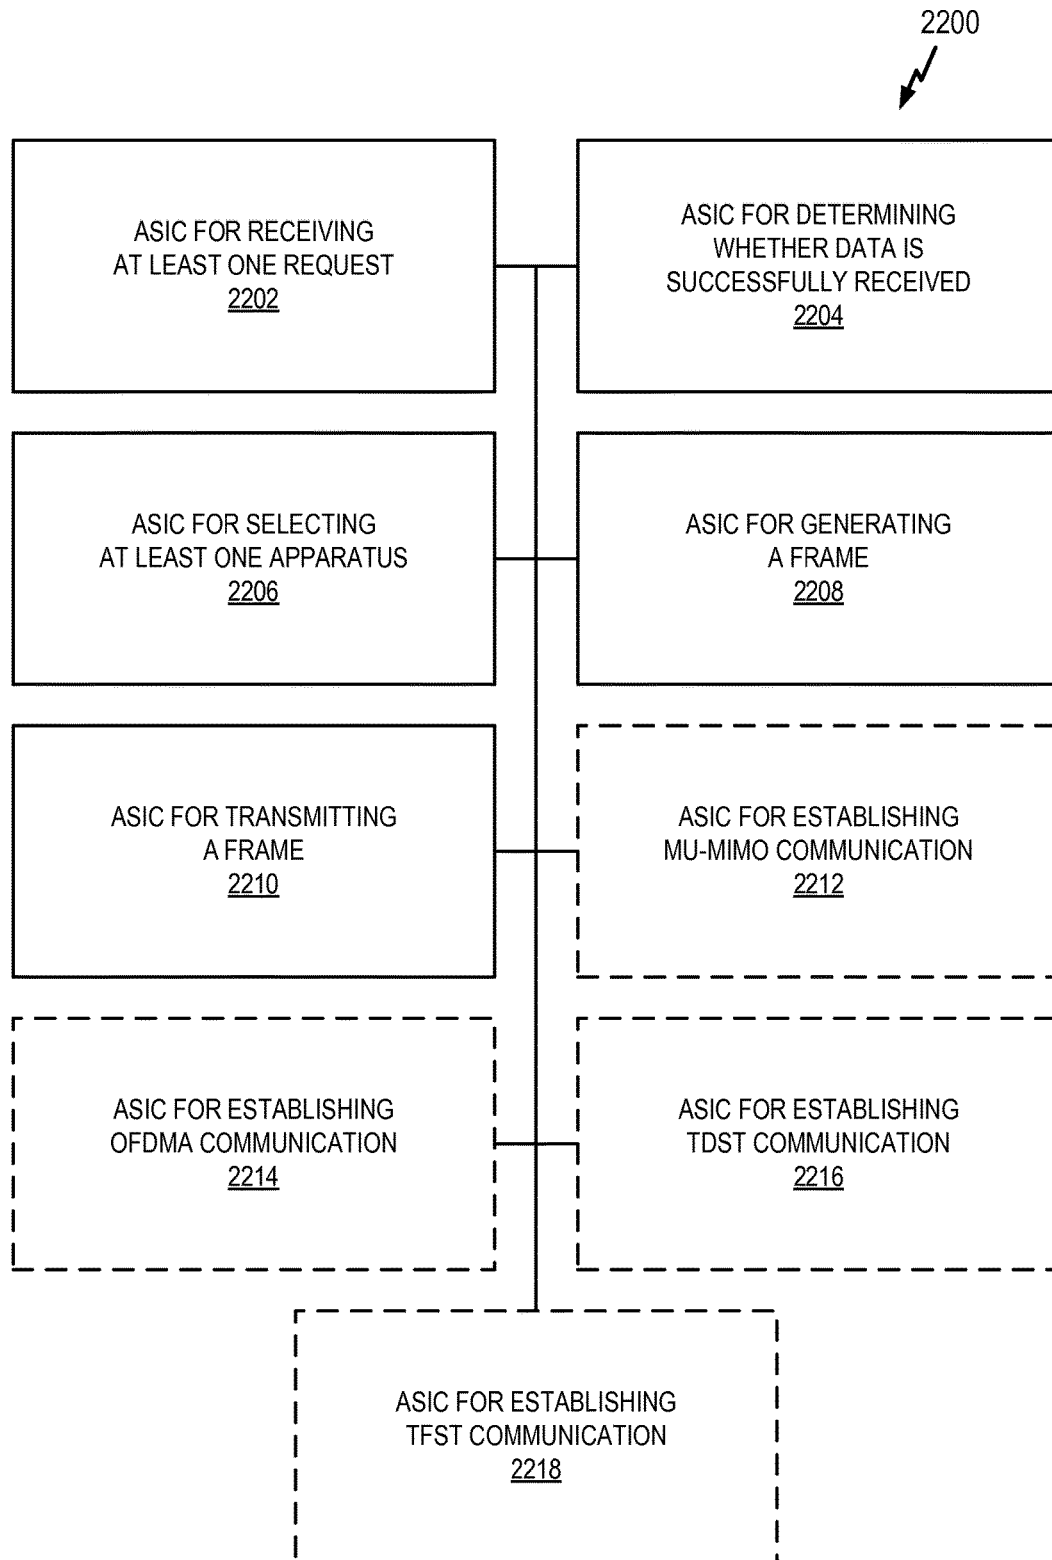 2200
ASIC FOR RECEIVING
AT LEAST ONE REQUEST
2202
ASIC FOR DETERMINING
WHETHER DATA IS
SUCCESSFULLY RECEIVED
2204
ASIC FOR SELECTING
AT LEAST ONE APPARATUS
2206
ASIC FOR GENERATING
A FRAME
2208
ASIC FOR TRANSMITTING
A FRAME
2210
ASIC FOR ESTABLISHING
MU-MIMO COMMUNICATION
2212
ASIC FOR ESTABLISHING
OFDMA COMMUNICATION
2214
ASIC FOR ESTABLISHING
TDST COMMUNICATION
2216
ASIC FOR ESTABLISHING
TFST COMMUNICATION
2218